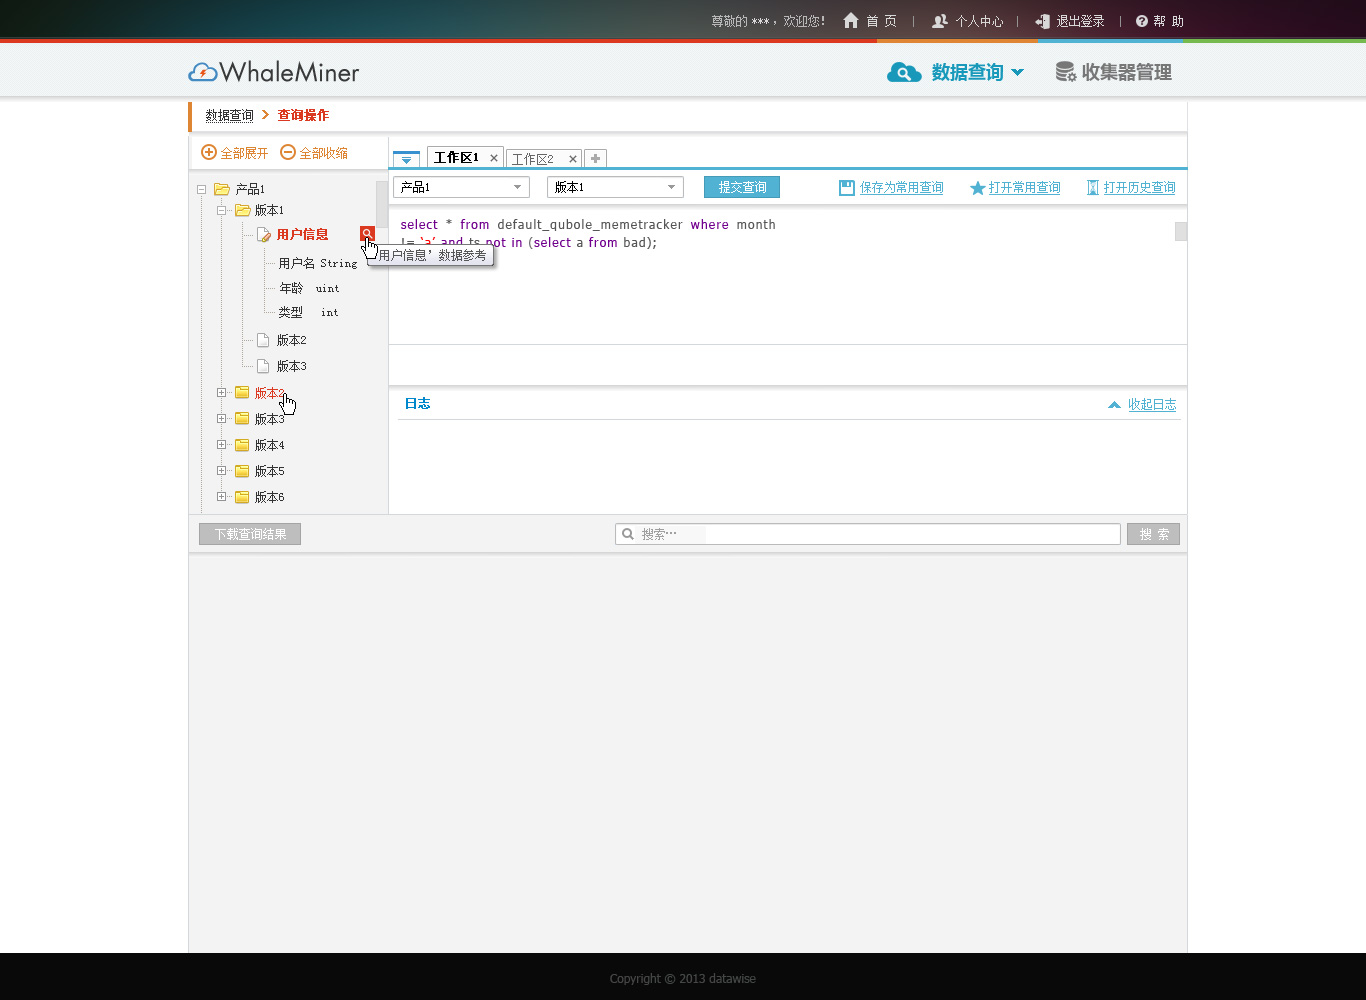 尊敬的 *** ，欢迎您！ 首 页 | 个人中心 | 退出登录 | 帮 助
WhaleMiner 数据查询 收集器管理
数据查询 > 查询操作
全部展开 全部收缩
工作区1 × 工作区2 ×
产品1 版本1 提交查询 保存为常用查询 打开常用查询 打开历史查询
select * from default_qubole_memetracker where month
!= 'a' and ts not in (select a from bad);
产品1
版本1
用户信息
用户信息’数据参考
用户名 String
年龄 uint
类型 int
版本2
版本3
版本2
版本3
版本4
版本5
版本6
日志 收起日志
下载查询结果 搜索… 搜 索
Copyright © 2013 datawise